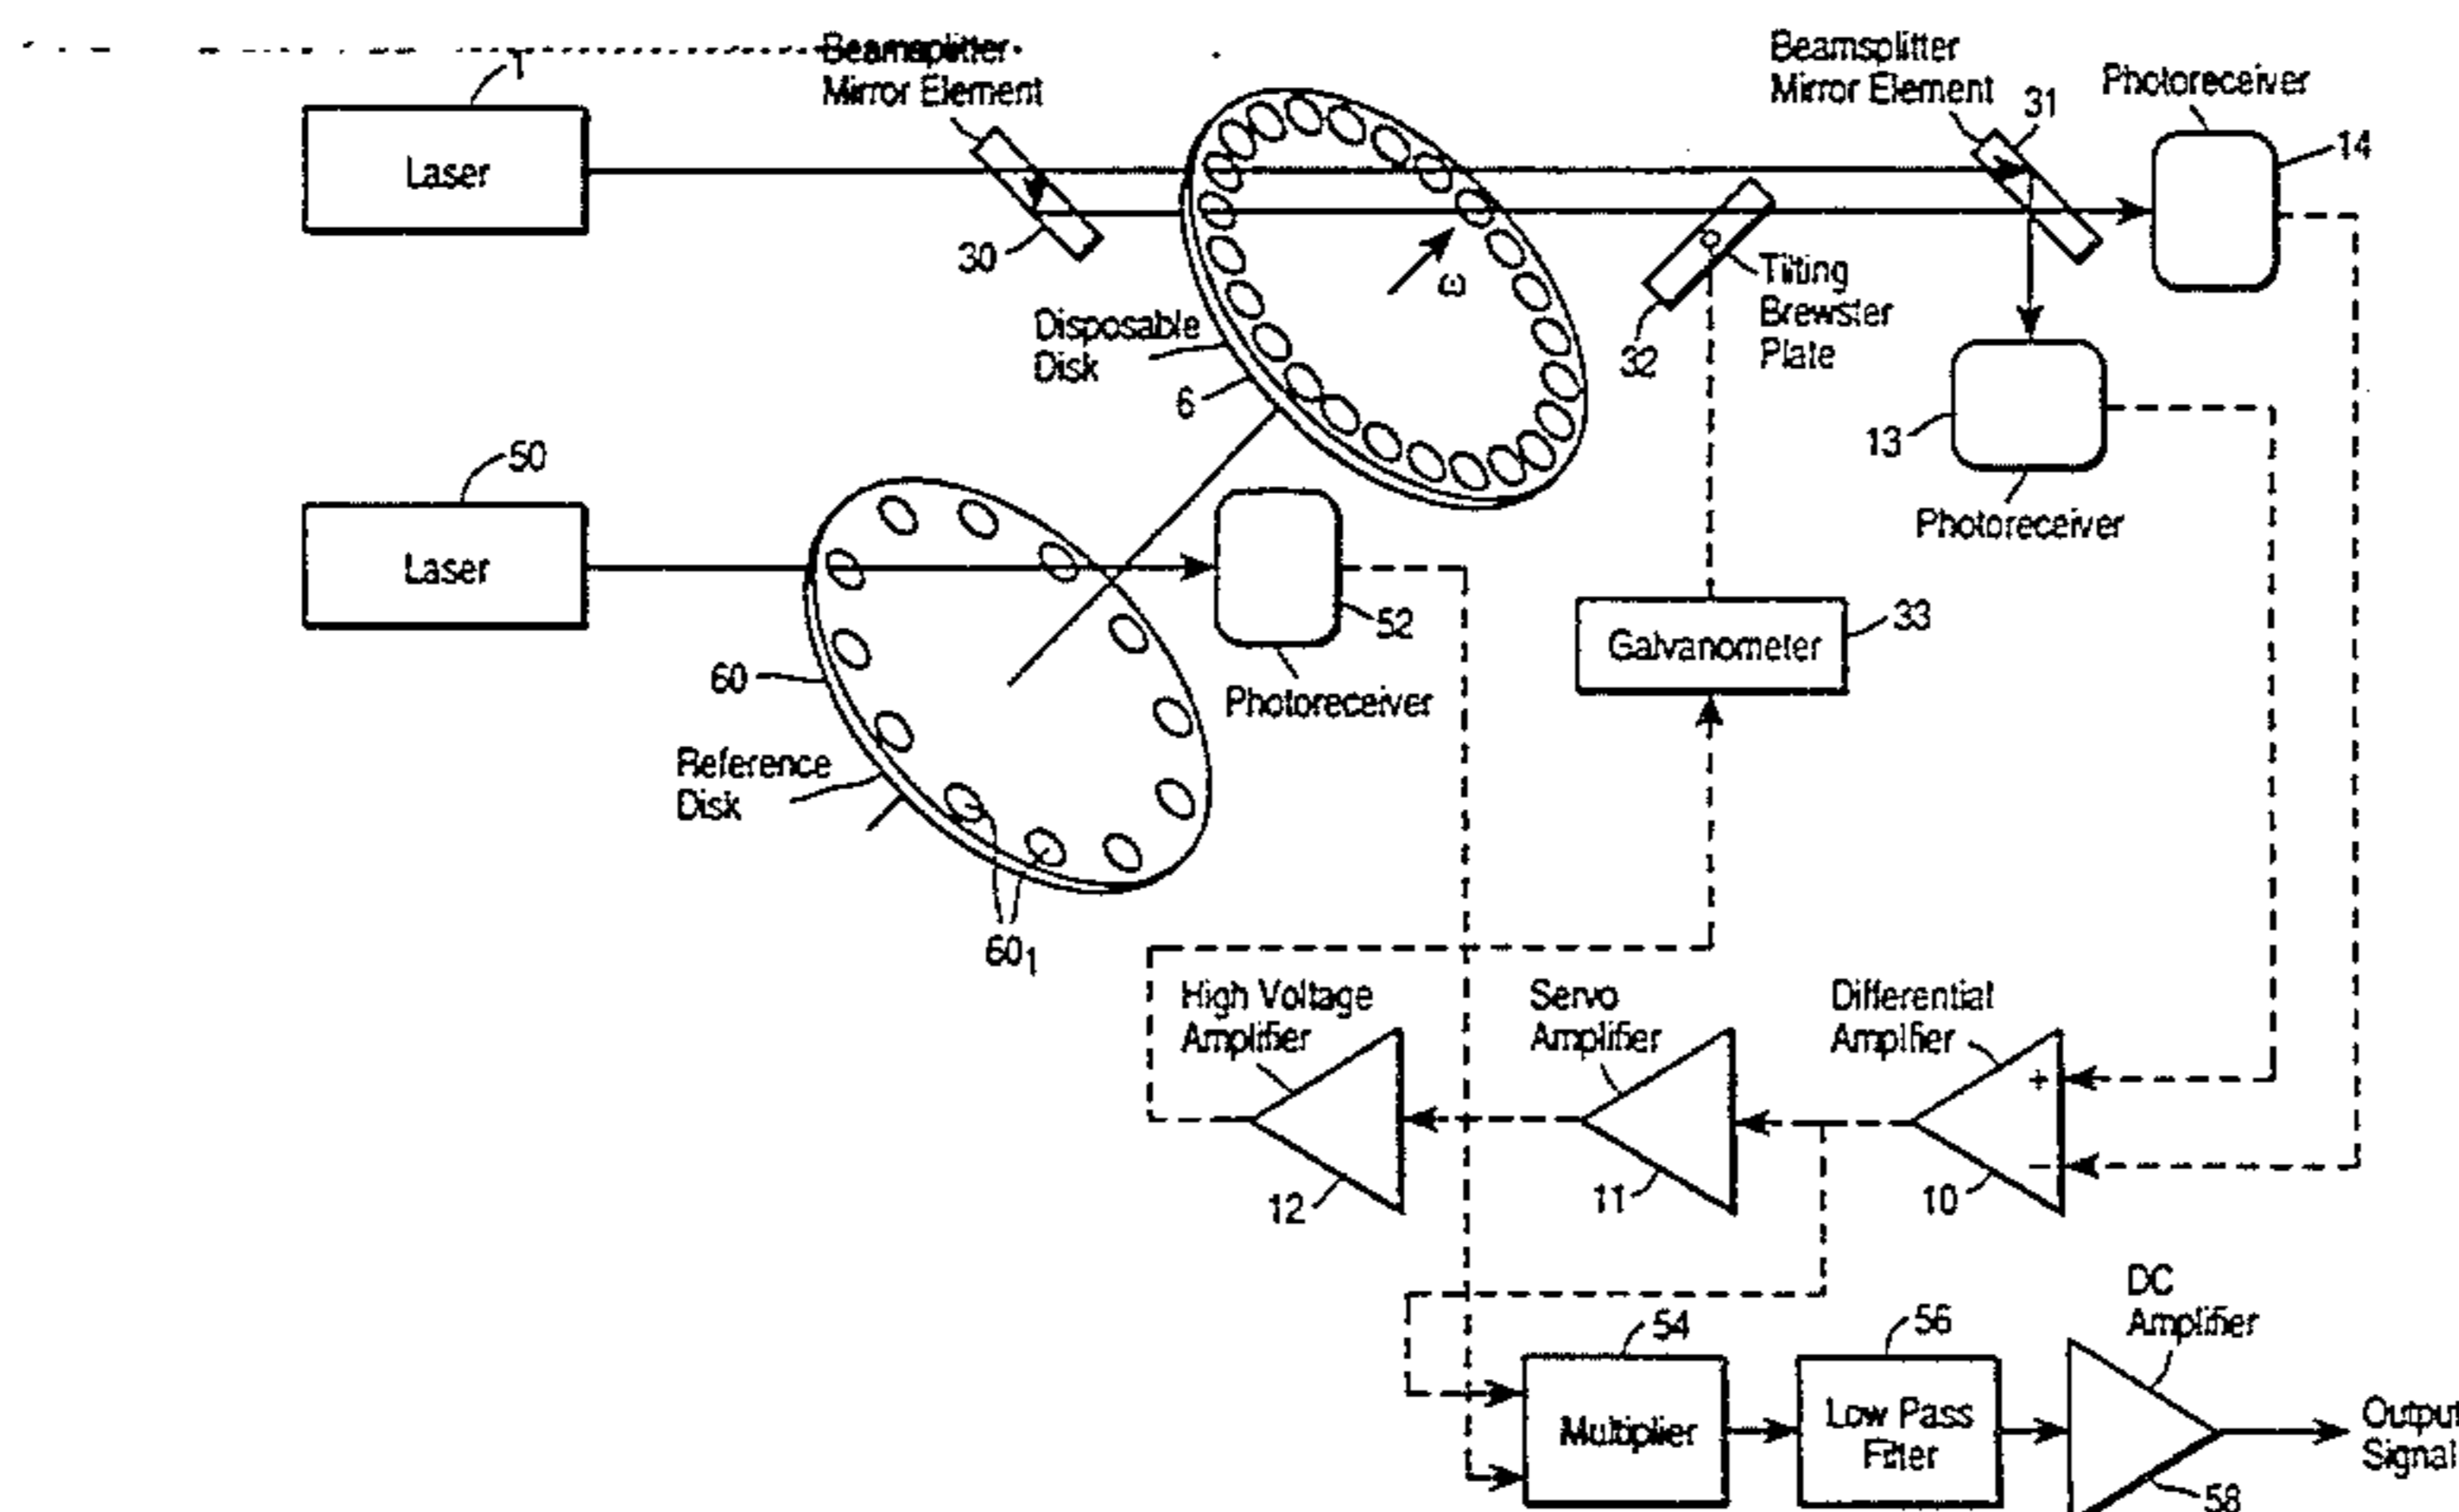 Beamsplitter
Mirror Element
1
Laser
30
Beamsplitter
Mirror Element
31
Photoreceiver
14
ω
Tilting
Brewster
Plate
32
Disposable
Disk
6
13
Photoreceiver
50
Laser
52
Photoreceiver
33
Galvanometer
60
Reference
Disk
60₁
High Voltage
Amplifier
12
Servo
Amplifier
11
Differential
Amplifier
+
−
10
54
Multiplier
56
Low Pass
Filter
DC
Amplifier
58
Output
Signal